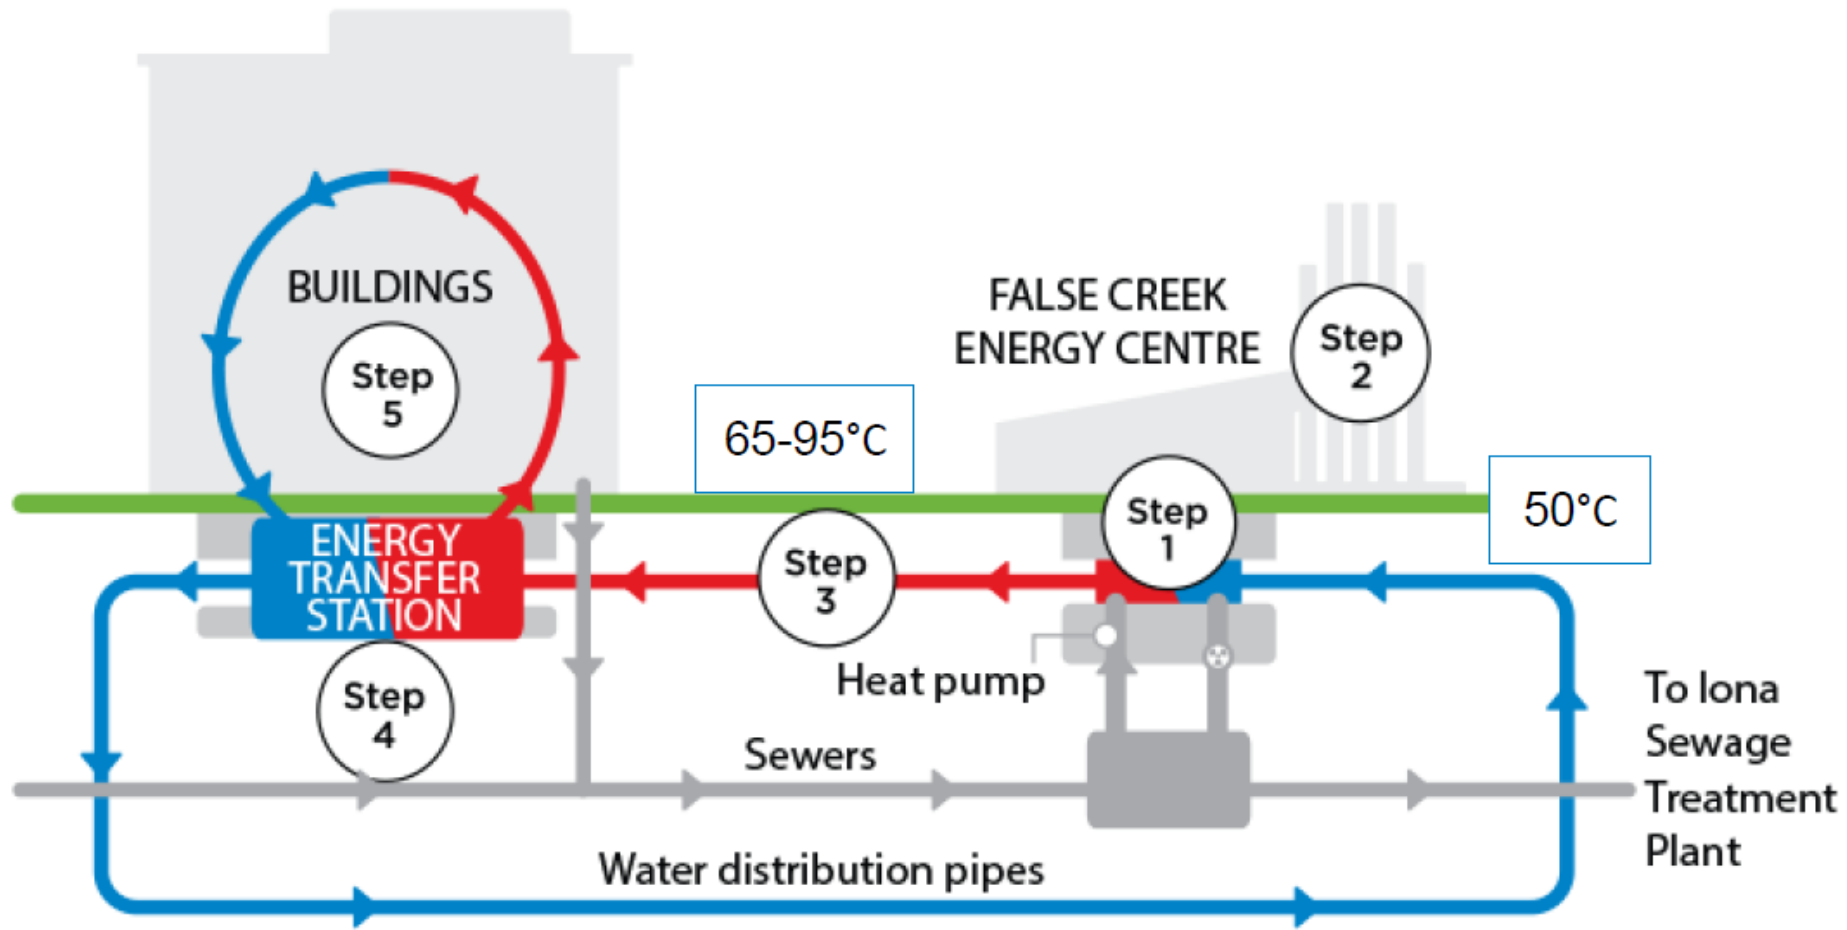 BUILDINGS
Step
5
FALSE CREEK
ENERGY CENTRE
Step
2
65-95°C
50°C
Step
1
ENERGY
TRANSFER
STATION
Step
3
Heat pump
Step
4
Sewers
To Iona
Sewage
Treatment
Plant
Water distribution pipes